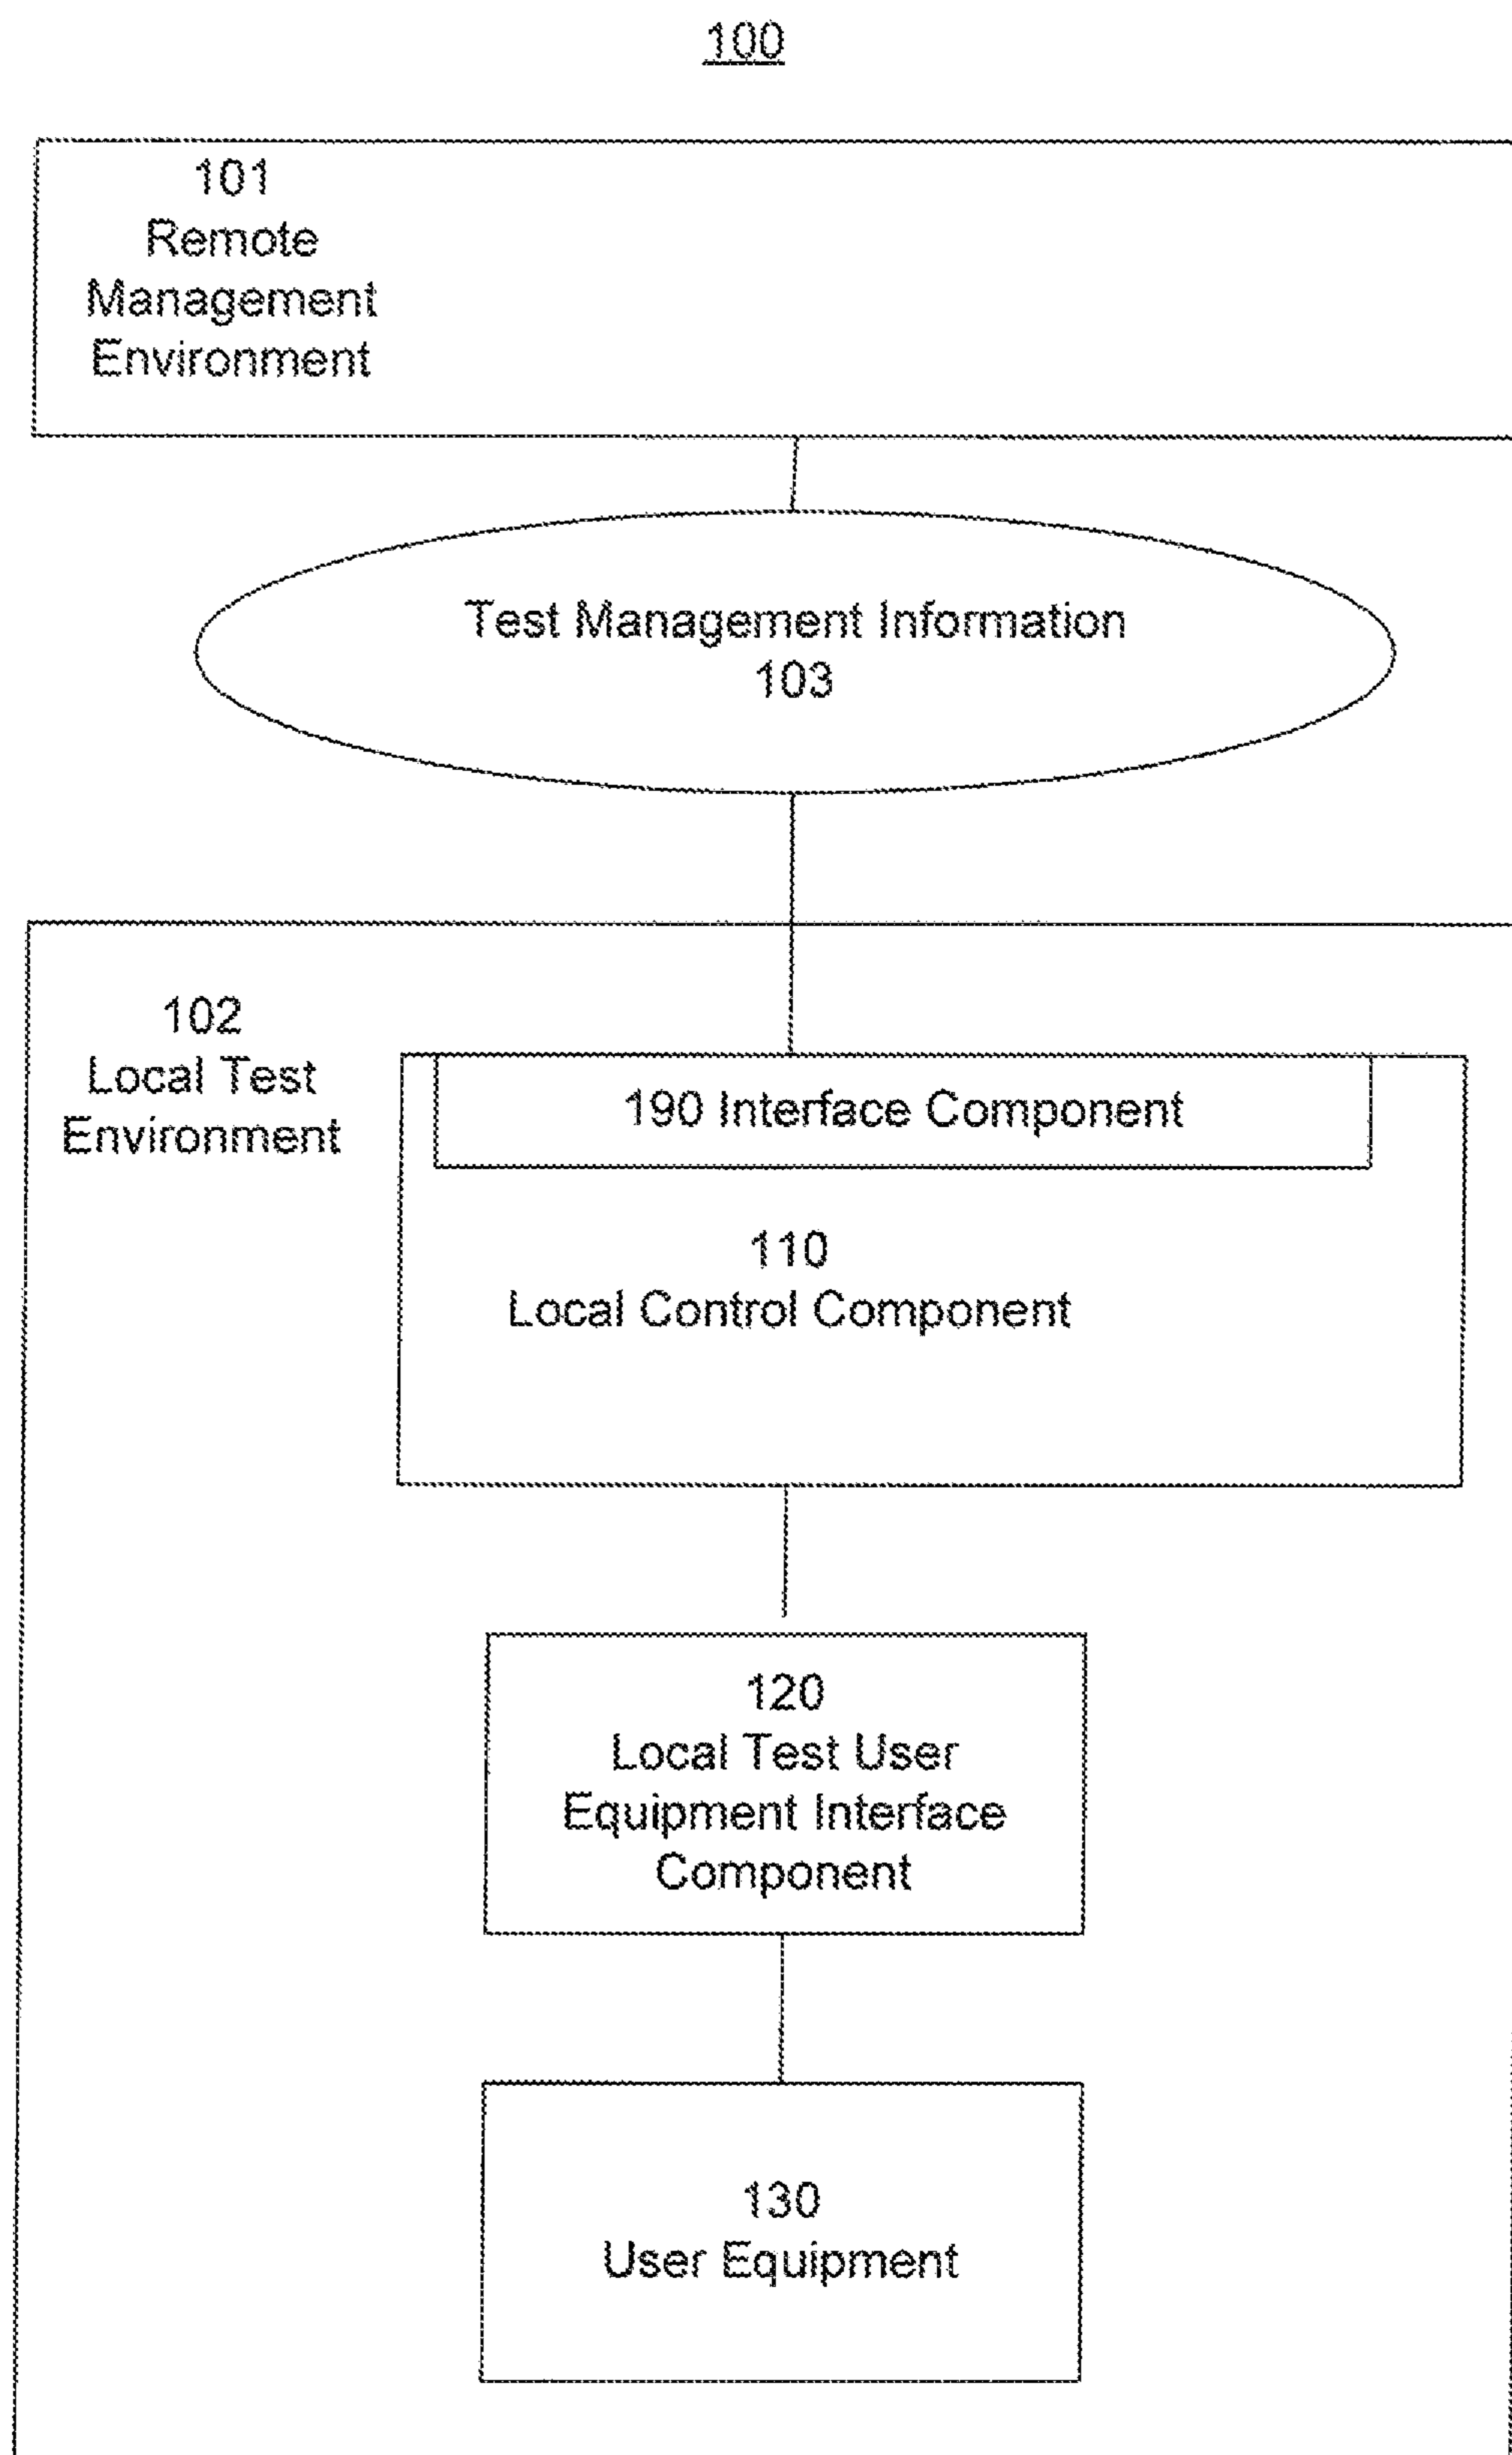 100
101
Remote
Management
Environment
Test Management Information
103
102
Local Test
Environment
190 Interface Component
110
Local Control Component
120
Local Test User
Equipment Interface
Component
130
User Equipment